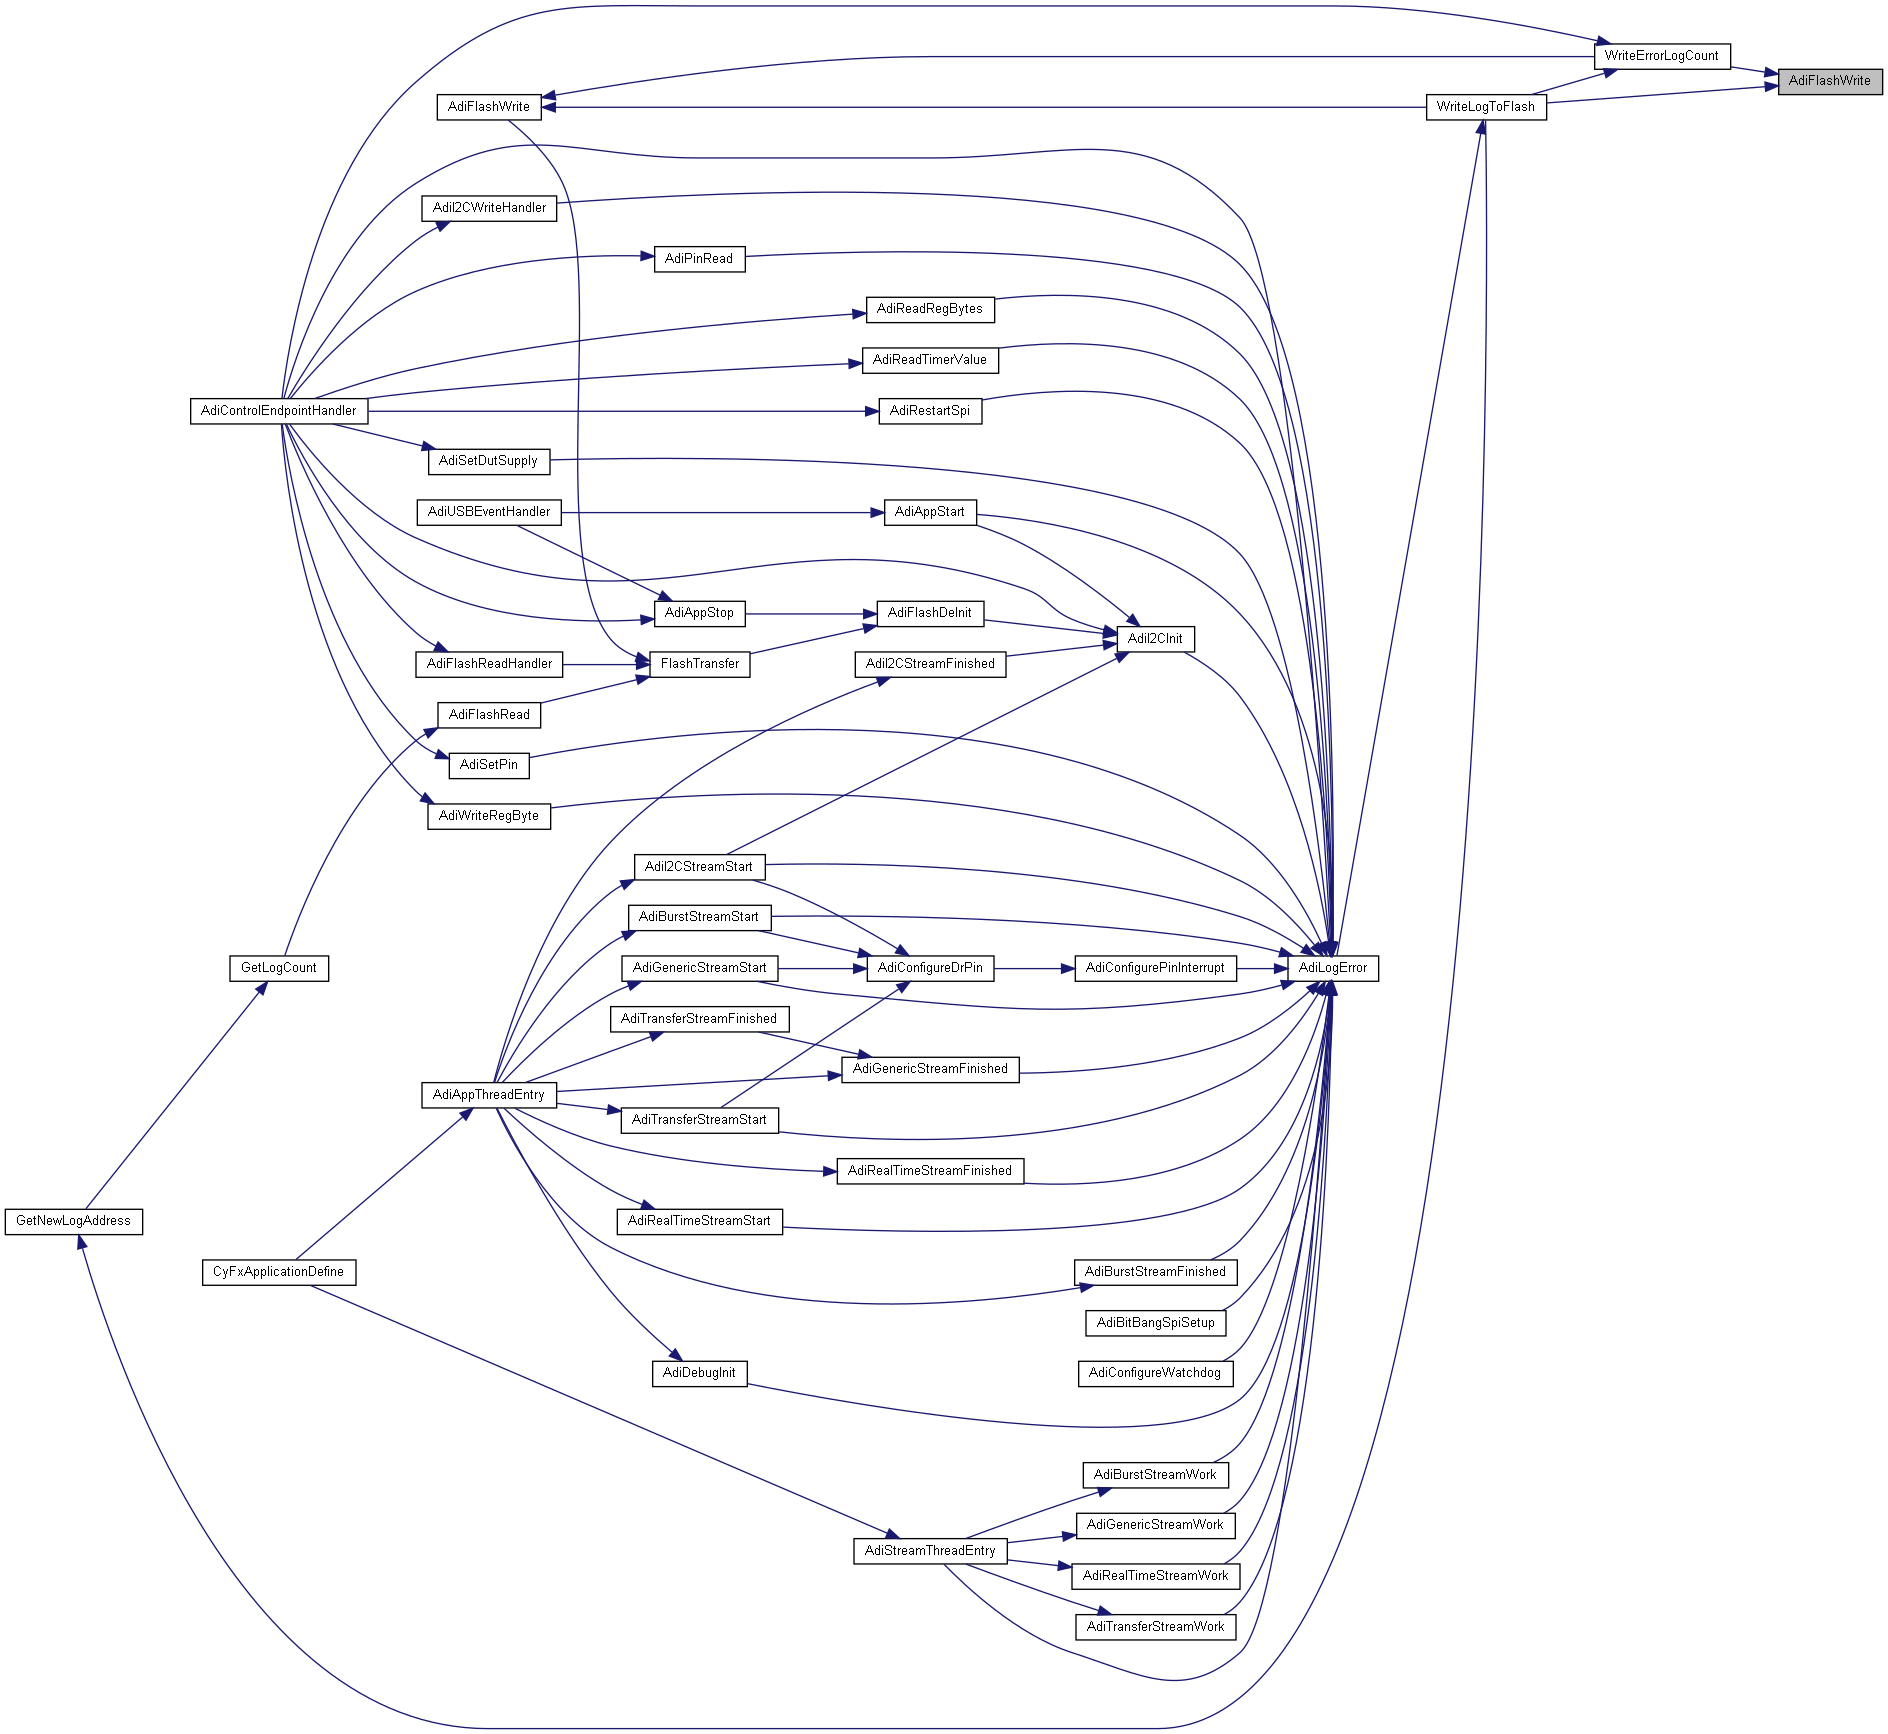 WriteErrorLogCount
AdiFlashWrite
AdiFlashWrite
WriteLogToFlash
AdiI2CWriteHandler
AdiPinRead
AdiReadRegBytes
AdiReadTimerValue
AdiControlEndpointHandler
AdiRestartSpi
AdiSetDutSupply
AdiUSBEventHandler
AdiAppStart
AdiAppStop
AdiFlashDeInit
AdiI2CInit
AdiFlashReadHandler
FlashTransfer
AdiI2CStreamFinished
AdiFlashRead
AdiSetPin
AdiWriteRegByte
AdiI2CStreamStart
AdiBurstStreamStart
GetLogCount
AdiGenericStreamStart
AdiConfigureDrPin
AdiConfigurePinInterrupt
AdiLogError
AdiTransferStreamFinished
AdiGenericStreamFinished
AdiAppThreadEntry
AdiTransferStreamStart
AdiRealTimeStreamFinished
GetNewLogAddress
AdiRealTimeStreamStart
CyFxApplicationDefine
AdiBurstStreamFinished
AdiBitBangSpiSetup
AdiDebugInit
AdiConfigureWatchdog
AdiBurstStreamWork
AdiGenericStreamWork
AdiStreamThreadEntry
AdiRealTimeStreamWork
AdiTransferStreamWork